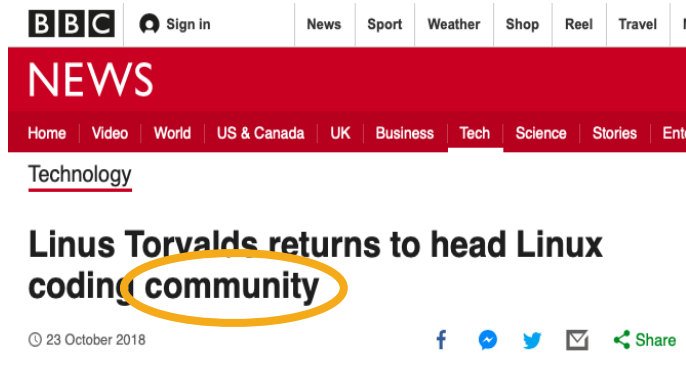 BBC Sign in News Sport Weather Shop Reel Travel
NEWS
Home Video World US & Canada UK Business Tech Science Stories
Technology
Linus Torvalds returns to head Linux
coding community
23 October 2018 Share